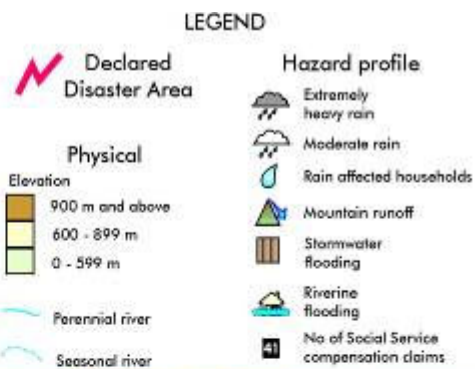 LEGEND
Declared
Disaster Area
Physical
Elevation
900 m and above
600 - 899 m
0 - 599 m
Perennial river
Seasonal river
Hazard profile
Extremely
heavy rain
Moderate rain
Rain affected households
Mountain runoff
Stormwater
flooding
Riverine
flooding
41
No of Social Service
compensation claims